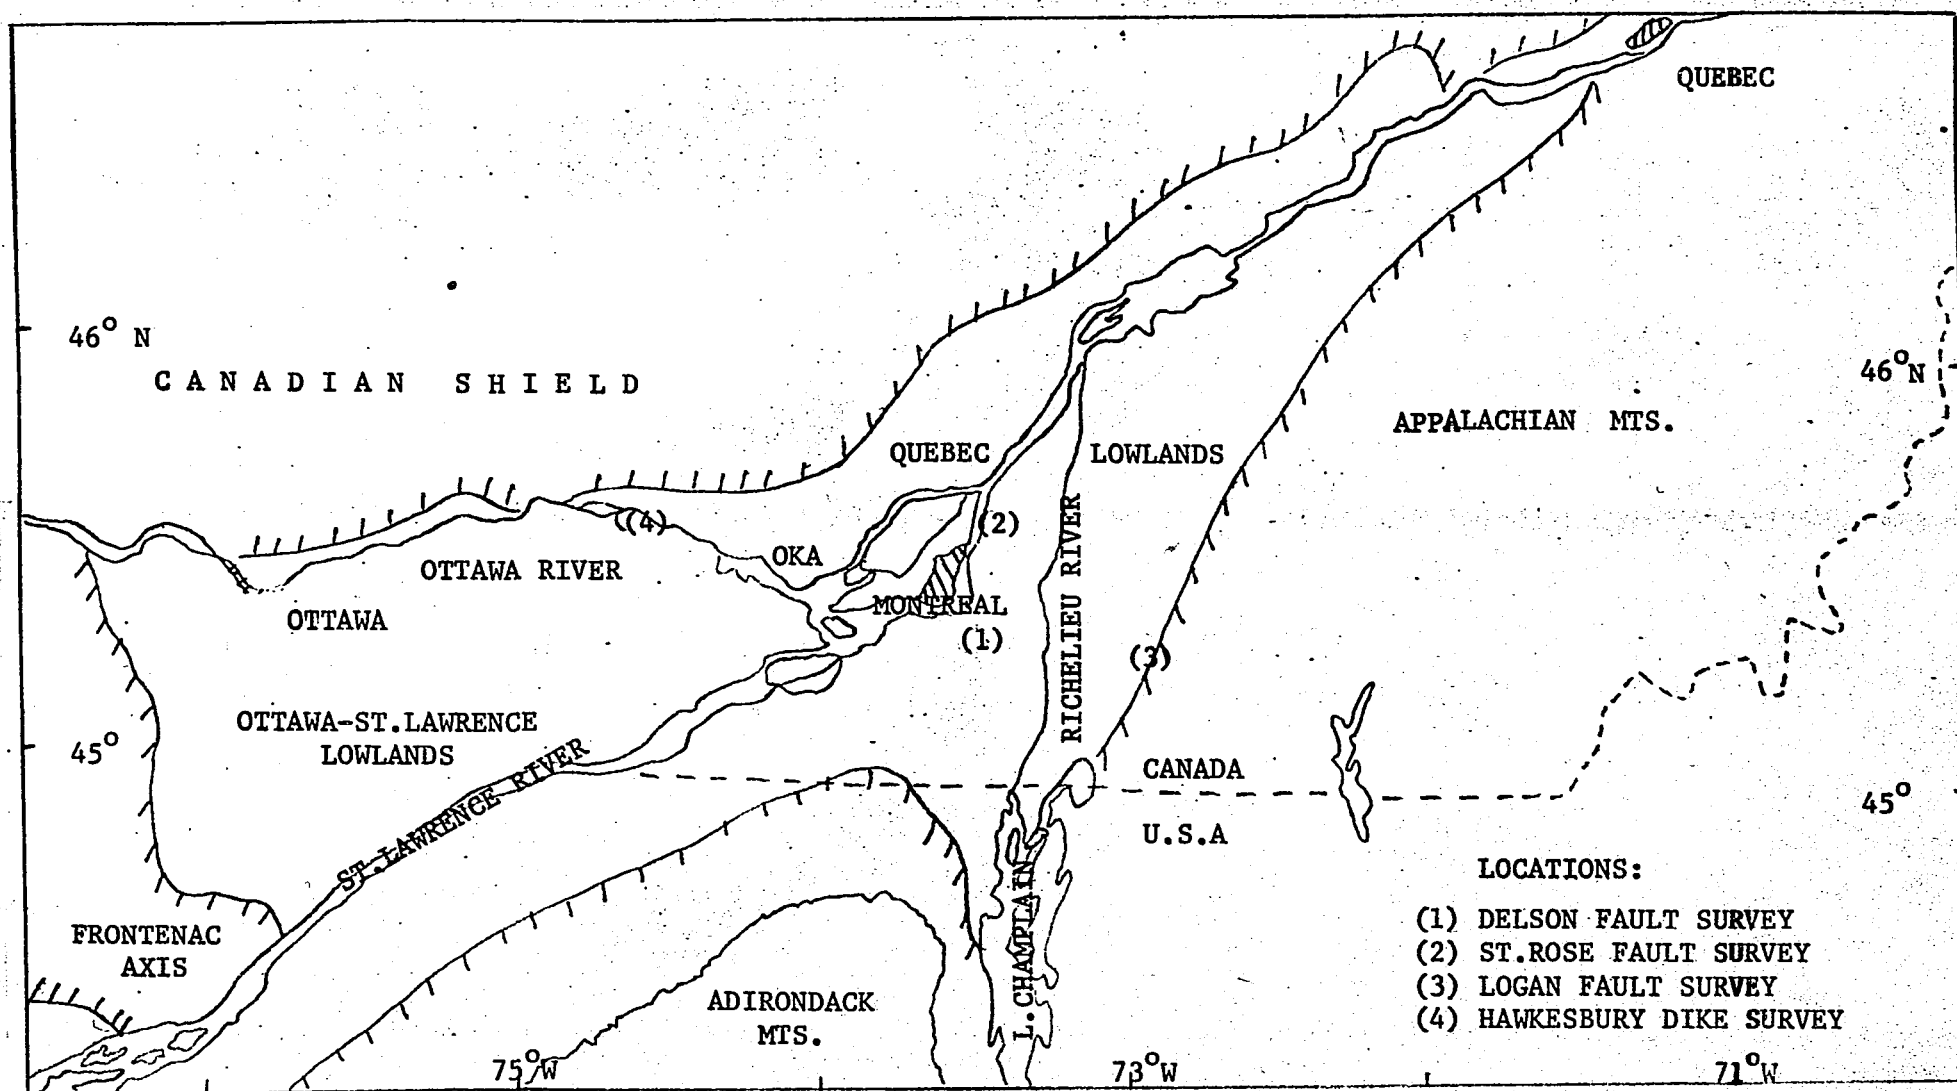 QUEBEC
46° N
CANADIAN SHIELD
46°N
APPALACHIAN MTS.
QUEBEC LOWLANDS
((4)
(2)
OKA
OTTAWA RIVER
RICHELIEU RIVER
MONTREAL
OTTAWA
(1)
(3)
OTTAWA-ST.LAWRENCE
LOWLANDS
45°
ST.LAWRENCE RIVER
CANADA
45°
U.S.A
LOCATIONS:
(1) DELSON FAULT SURVEY
(2) ST.ROSE FAULT SURVEY
(3) LOGAN FAULT SURVEY
(4) HAWKESBURY DIKE SURVEY
FRONTENAC
AXIS
L.CHAMPLAIN
ADIRONDACK
MTS.
75°W
73°W
71°W